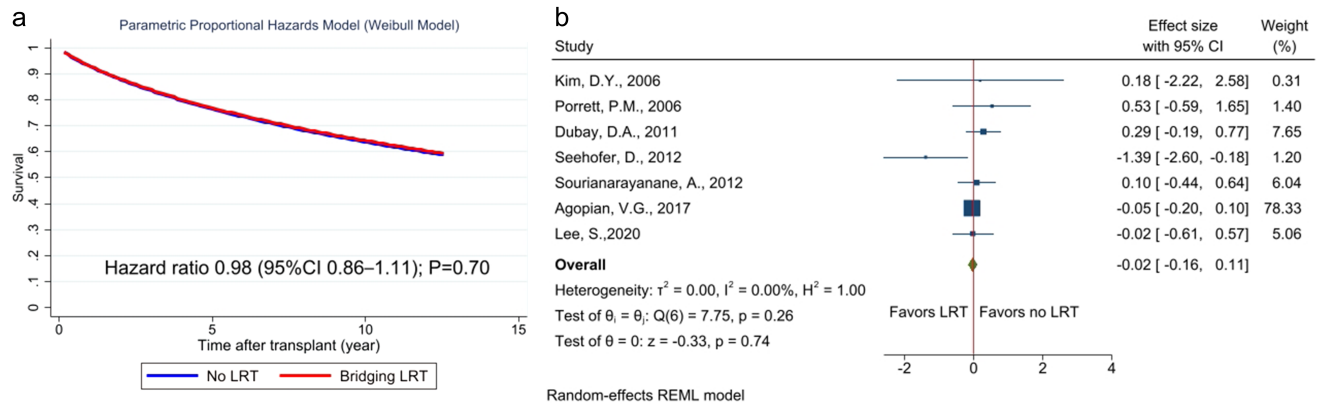 a
Parametric Proportional Hazards Model (Weibull Model)
1
.9
.8
.7
.6
.5
.4
.3
.2
.1
0
Survival
Hazard ratio 0.98 (95%CI 0.86–1.11); P=0.70
0 5 10 15
Time after transplant (year)
No LRT Bridging LRT
b
Effect size Weight
Study with 95% CI (%)
Kim, D.Y., 2006 0.18 [ -2.22, 2.58] 0.31
Porrett, P.M., 2006 0.53 [ -0.59, 1.65] 1.40
Dubay, D.A., 2011 0.29 [ -0.19, 0.77] 7.65
Seehofer, D., 2012 -1.39 [ -2.60, -0.18] 1.20
Sourianarayanane, A., 2012 0.10 [ -0.44, 0.64] 6.04
Agopian, V.G., 2017 -0.05 [ -0.20, 0.10] 78.33
Lee, S.,2020 -0.02 [ -0.61, 0.57] 5.06
Overall -0.02 [ -0.16, 0.11]
Heterogeneity: τ² = 0.00, I² = 0.00%, H² = 1.00
Favors LRT Favors no LRT
Test of θᵢ = θⱼ: Q(6) = 7.75, p = 0.26
Test of θ = 0: z = -0.33, p = 0.74
-2 0 2 4
Random-effects REML model